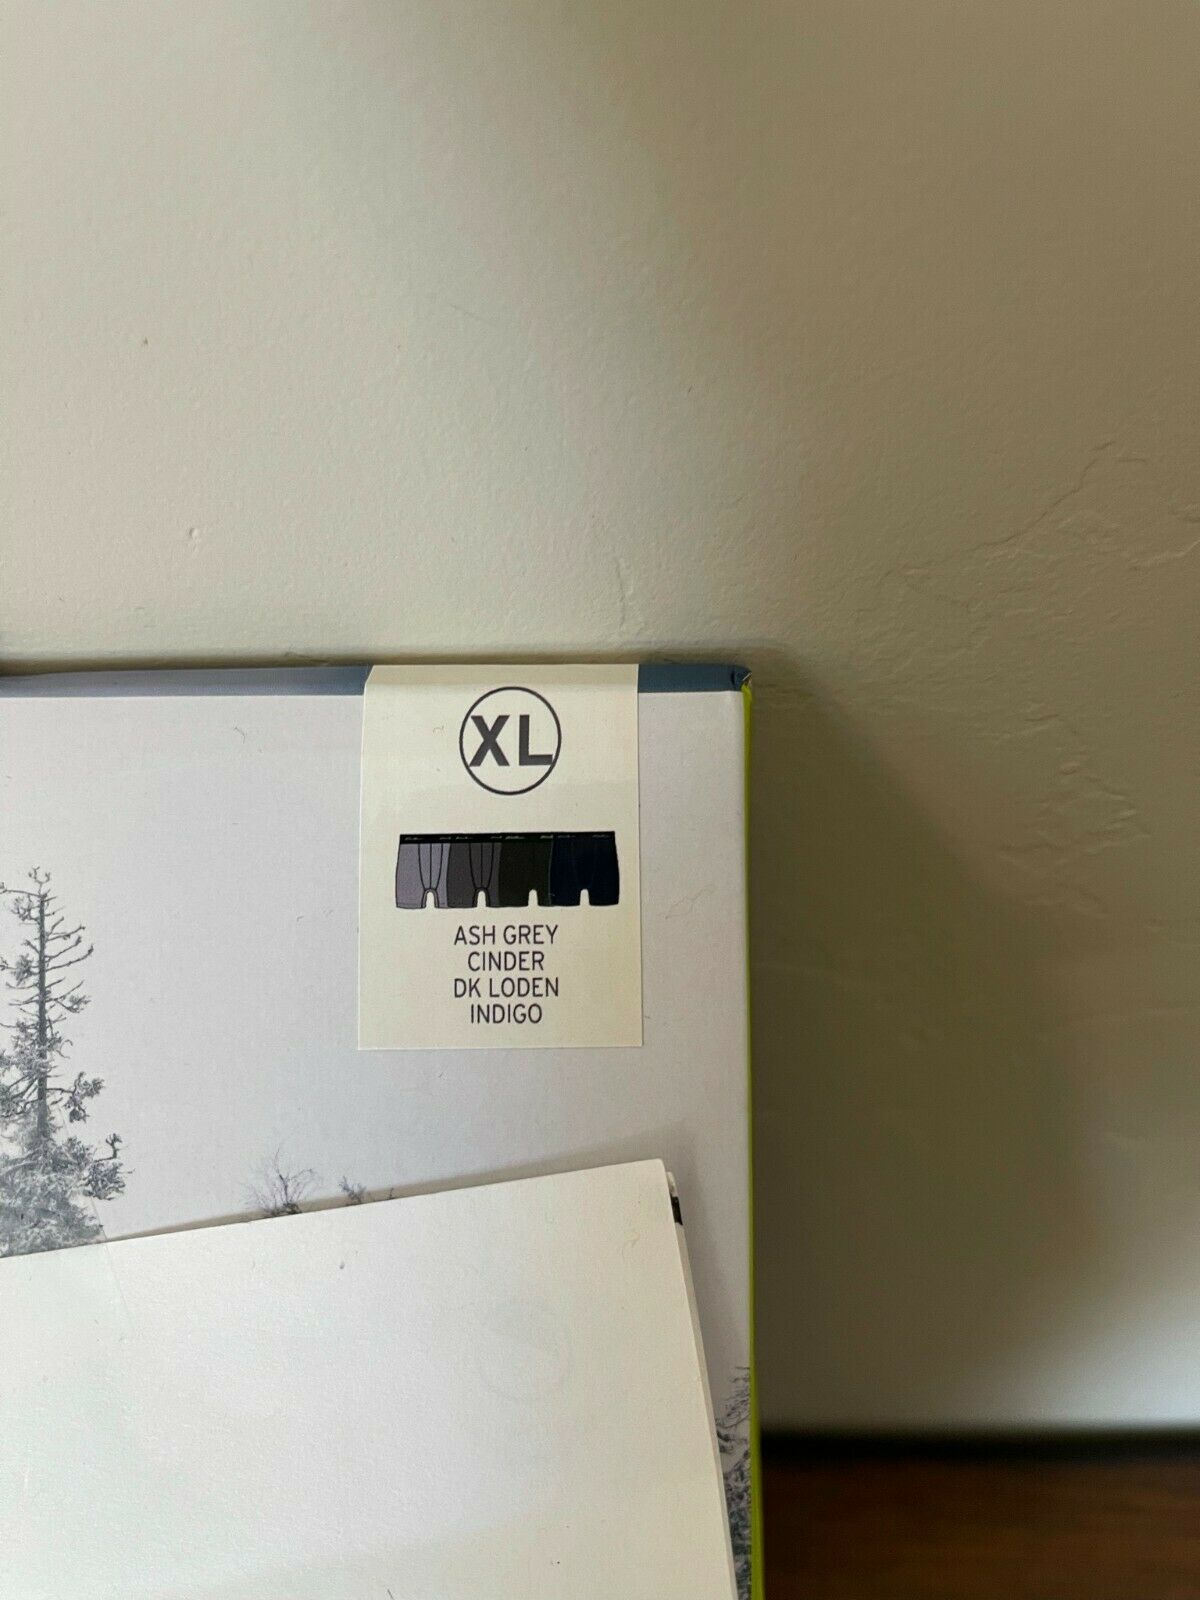 XL
ASH GREY
CINDER
DK LODEN
INDIGO